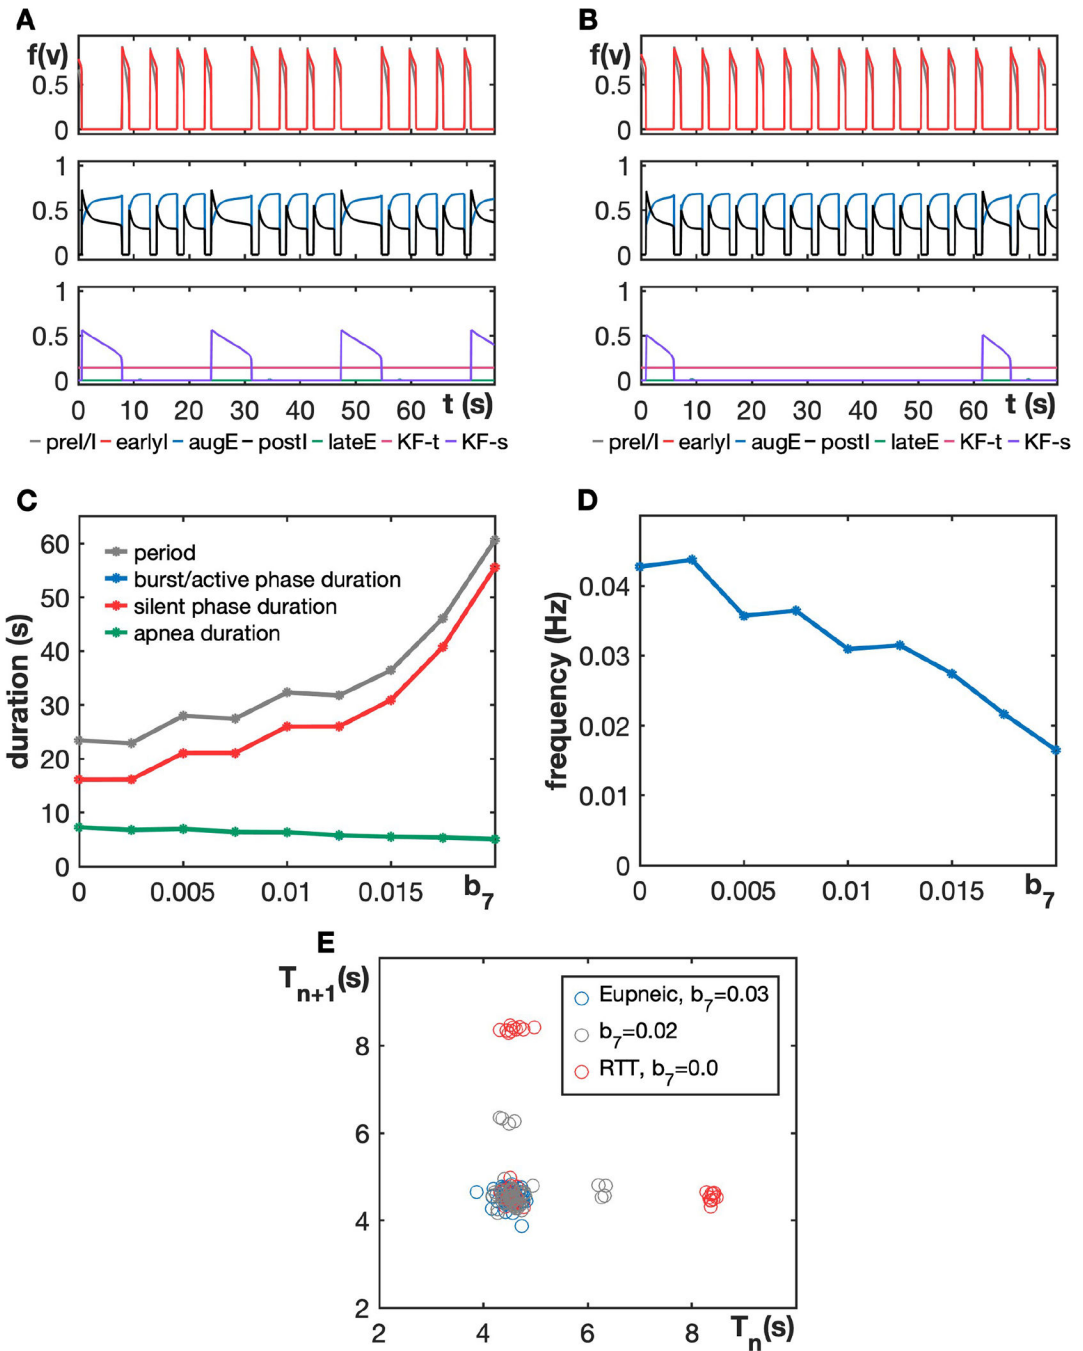 A
B
f(v)
0.5
0
f(v)
0.5
0
1
0.5
0
1
0.5
0
1
0.5
0
1
0.5
0
0 10 20 30 40 50 60 t (s)
0 10 20 30 40 50 60 t (s)
preI/I earlyI augE postI lateE KF-t KF-s
preI/I earlyI augE postI lateE KF-t KF-s
C
D
duration (s)
60
50
40
30
20
10
0
period
burst/active phase duration
silent phase duration
apnea duration
0 0.005 0.01 0.015 b7
frequency (Hz)
0.04
0.03
0.02
0.01
0
0 0.005 0.01 0.015 b7
E
Tn+1(s)
8
6
4
2
Eupneic, b7=0.03
b7=0.02
RTT, b7=0.0
2 4 6 8 Tn(s)